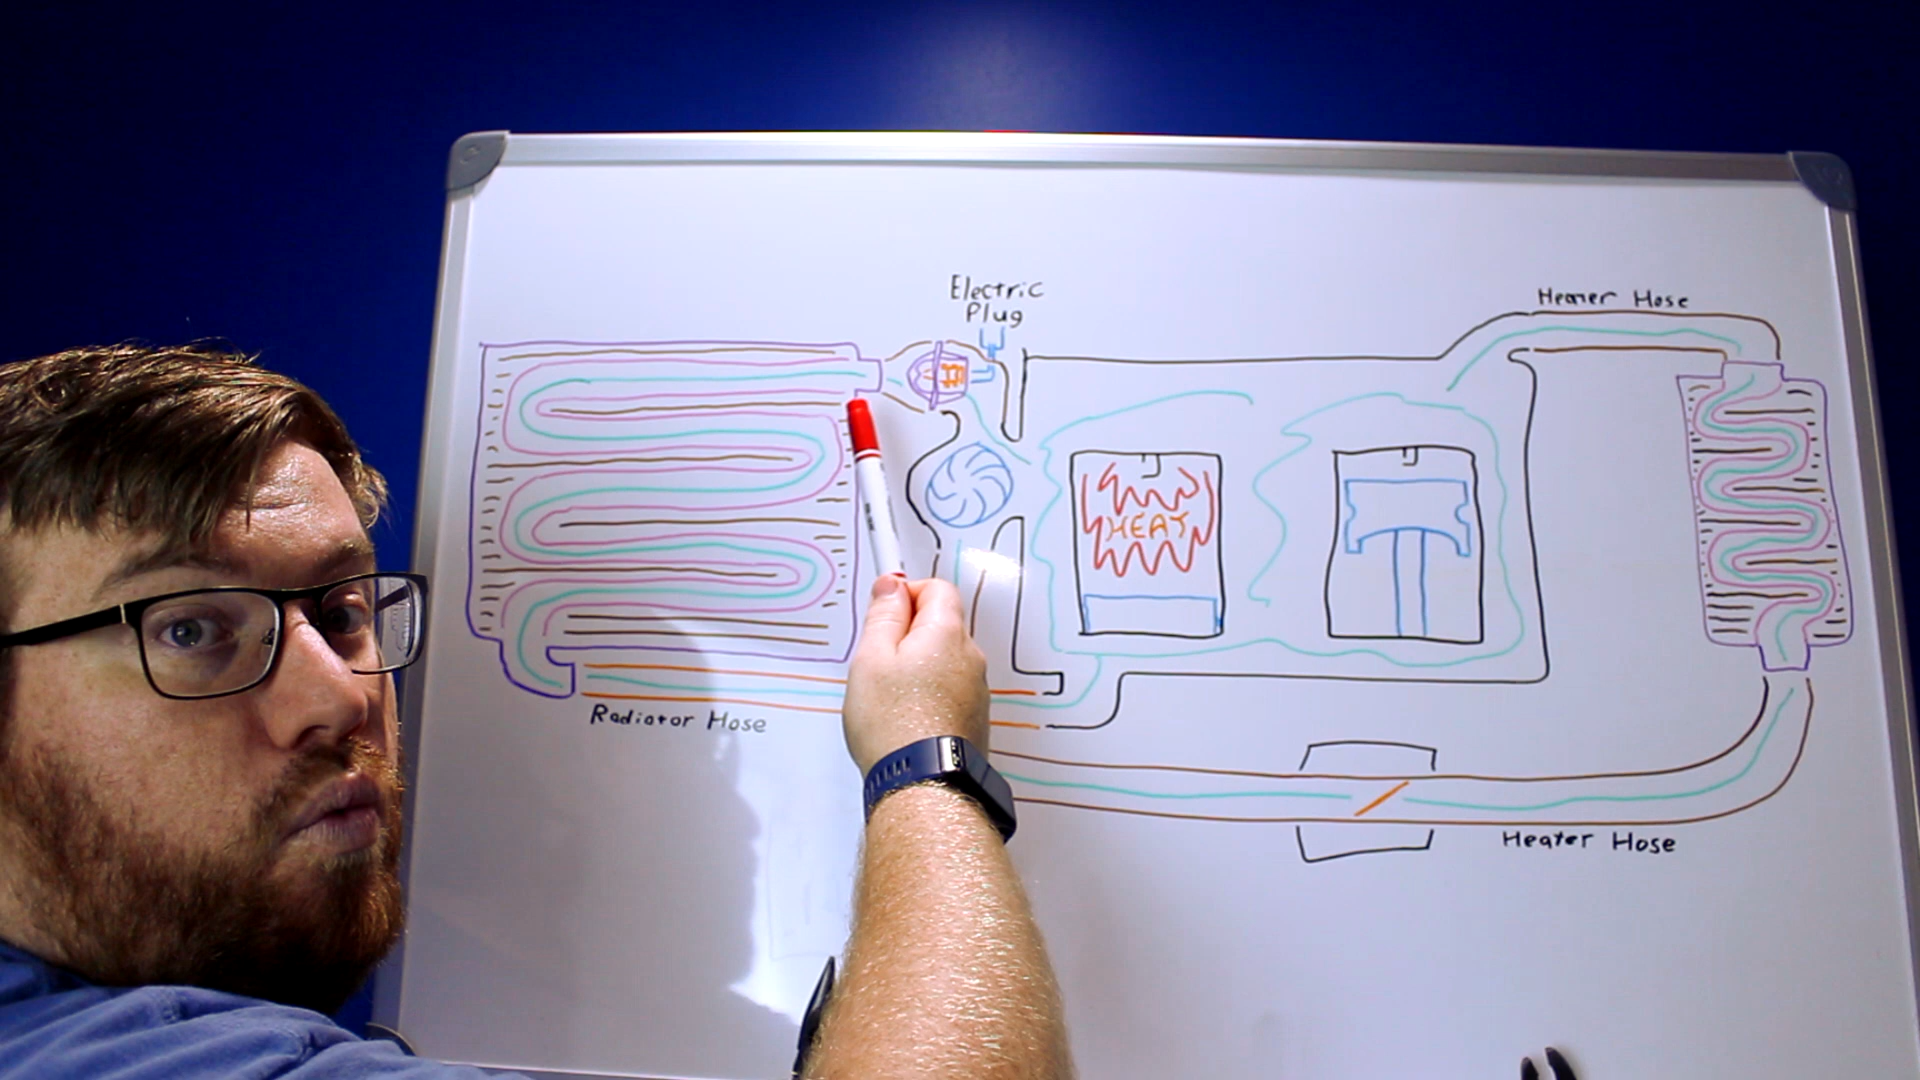 Electric
Plug
Heater Hose
HEAT
Radiator Hose
Heater Hose